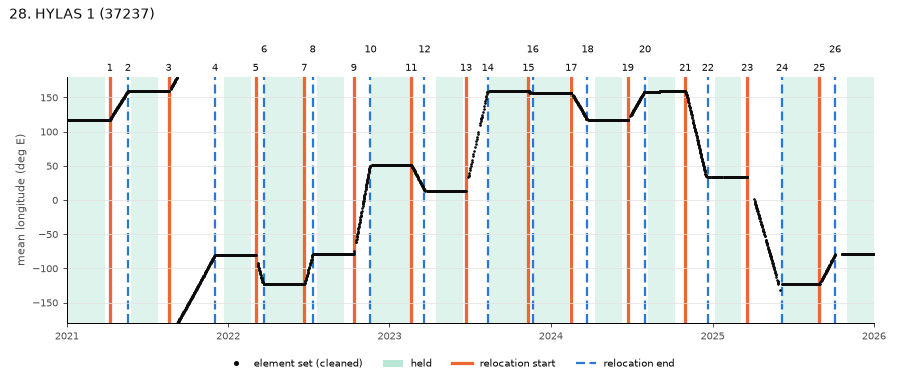 28. HYLAS 1 (37237)
6 8 10 12 16 18 20 26
1 2 3 4 5 7 9 11 13 14 15 17 19 21 22 23 24 25
150
100
50
0
−50
−100
−150
mean longitude (deg E)
2021 2022 2023 2024 2025 2026
element set (cleaned) held relocation start relocation end